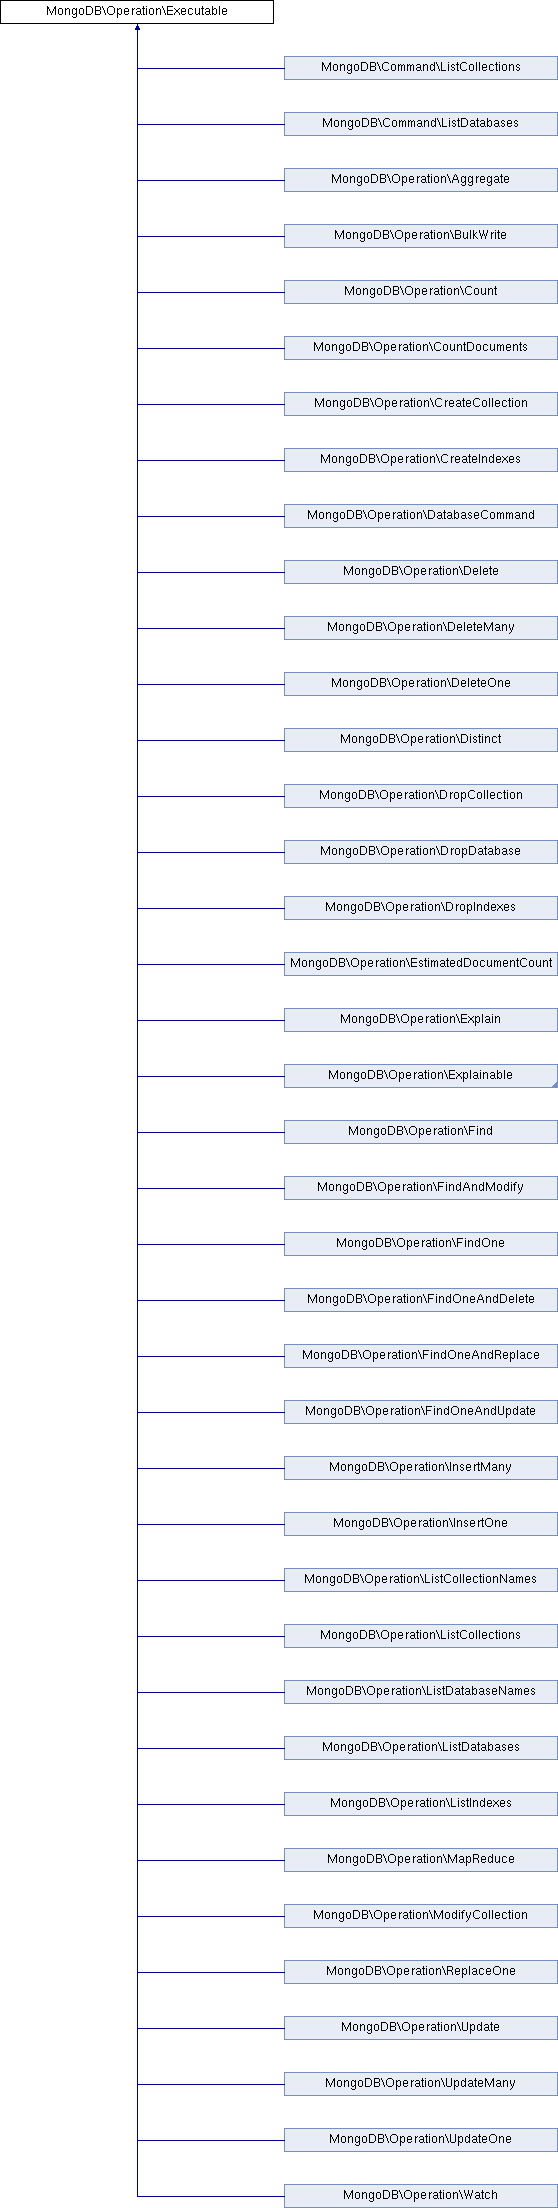 MongoDB\Operation\Executable
MongoDB\Command\ListCollections
MongoDB\Command\ListDatabases
MongoDB\Operation\Aggregate
MongoDB\Operation\BulkWrite
MongoDB\Operation\Count
MongoDB\Operation\CountDocuments
MongoDB\Operation\CreateCollection
MongoDB\Operation\CreateIndexes
MongoDB\Operation\DatabaseCommand
MongoDB\Operation\Delete
MongoDB\Operation\DeleteMany
MongoDB\Operation\DeleteOne
MongoDB\Operation\Distinct
MongoDB\Operation\DropCollection
MongoDB\Operation\DropDatabase
MongoDB\Operation\DropIndexes
MongoDB\Operation\EstimatedDocumentCount
MongoDB\Operation\Explain
MongoDB\Operation\Explainable
MongoDB\Operation\Find
MongoDB\Operation\FindAndModify
MongoDB\Operation\FindOne
MongoDB\Operation\FindOneAndDelete
MongoDB\Operation\FindOneAndReplace
MongoDB\Operation\FindOneAndUpdate
MongoDB\Operation\InsertMany
MongoDB\Operation\InsertOne
MongoDB\Operation\ListCollectionNames
MongoDB\Operation\ListCollections
MongoDB\Operation\ListDatabaseNames
MongoDB\Operation\ListDatabases
MongoDB\Operation\ListIndexes
MongoDB\Operation\MapReduce
MongoDB\Operation\ModifyCollection
MongoDB\Operation\ReplaceOne
MongoDB\Operation\Update
MongoDB\Operation\UpdateMany
MongoDB\Operation\UpdateOne
MongoDB\Operation\Watch